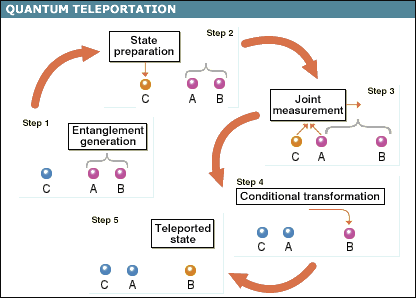 QUANTUM TELEPORTATION
Step 1
Entanglement
generation
C A B
Step 2
State
preparation
C A B
Step 3
Joint
measurement
C A B
Step 4
Conditional transformation
C A B
Step 5
Teleported
state
C A B